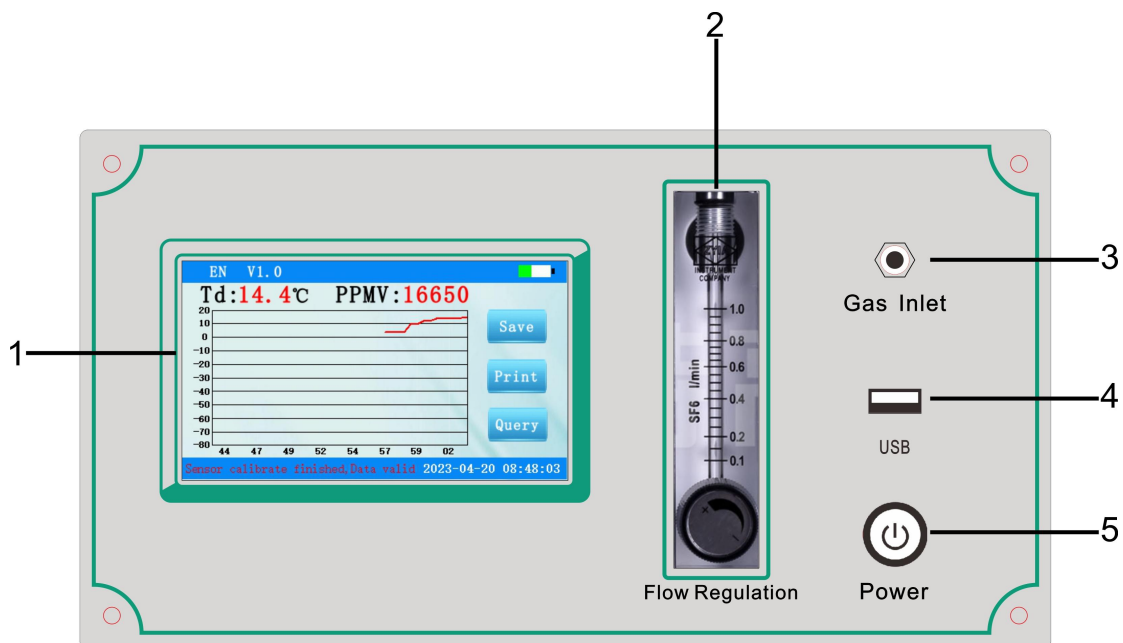 2
EN V1.0
Td:14.4℃ PPMV:16650
20
10
0
-10
-20
-30
-40
-50
-60
-70
-80
44 47 49 52 54 57 59 02
Save
Print
Query
Sensor calibrate finished,Data valid 2023-04-20 08:48:03
1
INSTRUMENT
COMPANY
1.0
0.8
0.6
0.4
0.2
0.1
SF6 l/min
Flow Regulation
Gas Inlet
3
USB
4
Power
5